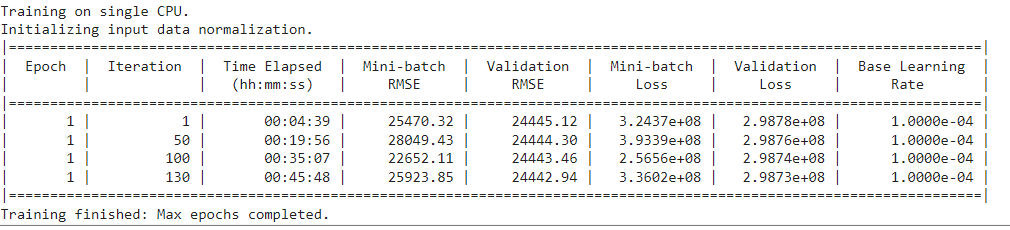 Training on single CPU.
Initializing input data normalization.
|=========================================================================================================================|
| Epoch | Iteration | Time Elapsed | Mini-batch | Validation | Mini-batch | Validation | Base Learning |
| | | (hh:mm:ss) | RMSE | RMSE | Loss | Loss | Rate |
|=========================================================================================================================|
| 1 | 1 | 00:04:39 | 25470.32 | 24445.12 | 3.2437e+08 | 2.9878e+08 | 1.0000e-04 |
| 1 | 50 | 00:19:56 | 28049.43 | 24444.30 | 3.9339e+08 | 2.9876e+08 | 1.0000e-04 |
| 1 | 100 | 00:35:07 | 22652.11 | 24443.46 | 2.5656e+08 | 2.9874e+08 | 1.0000e-04 |
| 1 | 130 | 00:45:48 | 25923.85 | 24442.94 | 3.3602e+08 | 2.9873e+08 | 1.0000e-04 |
|=========================================================================================================================|
Training finished: Max epochs completed.